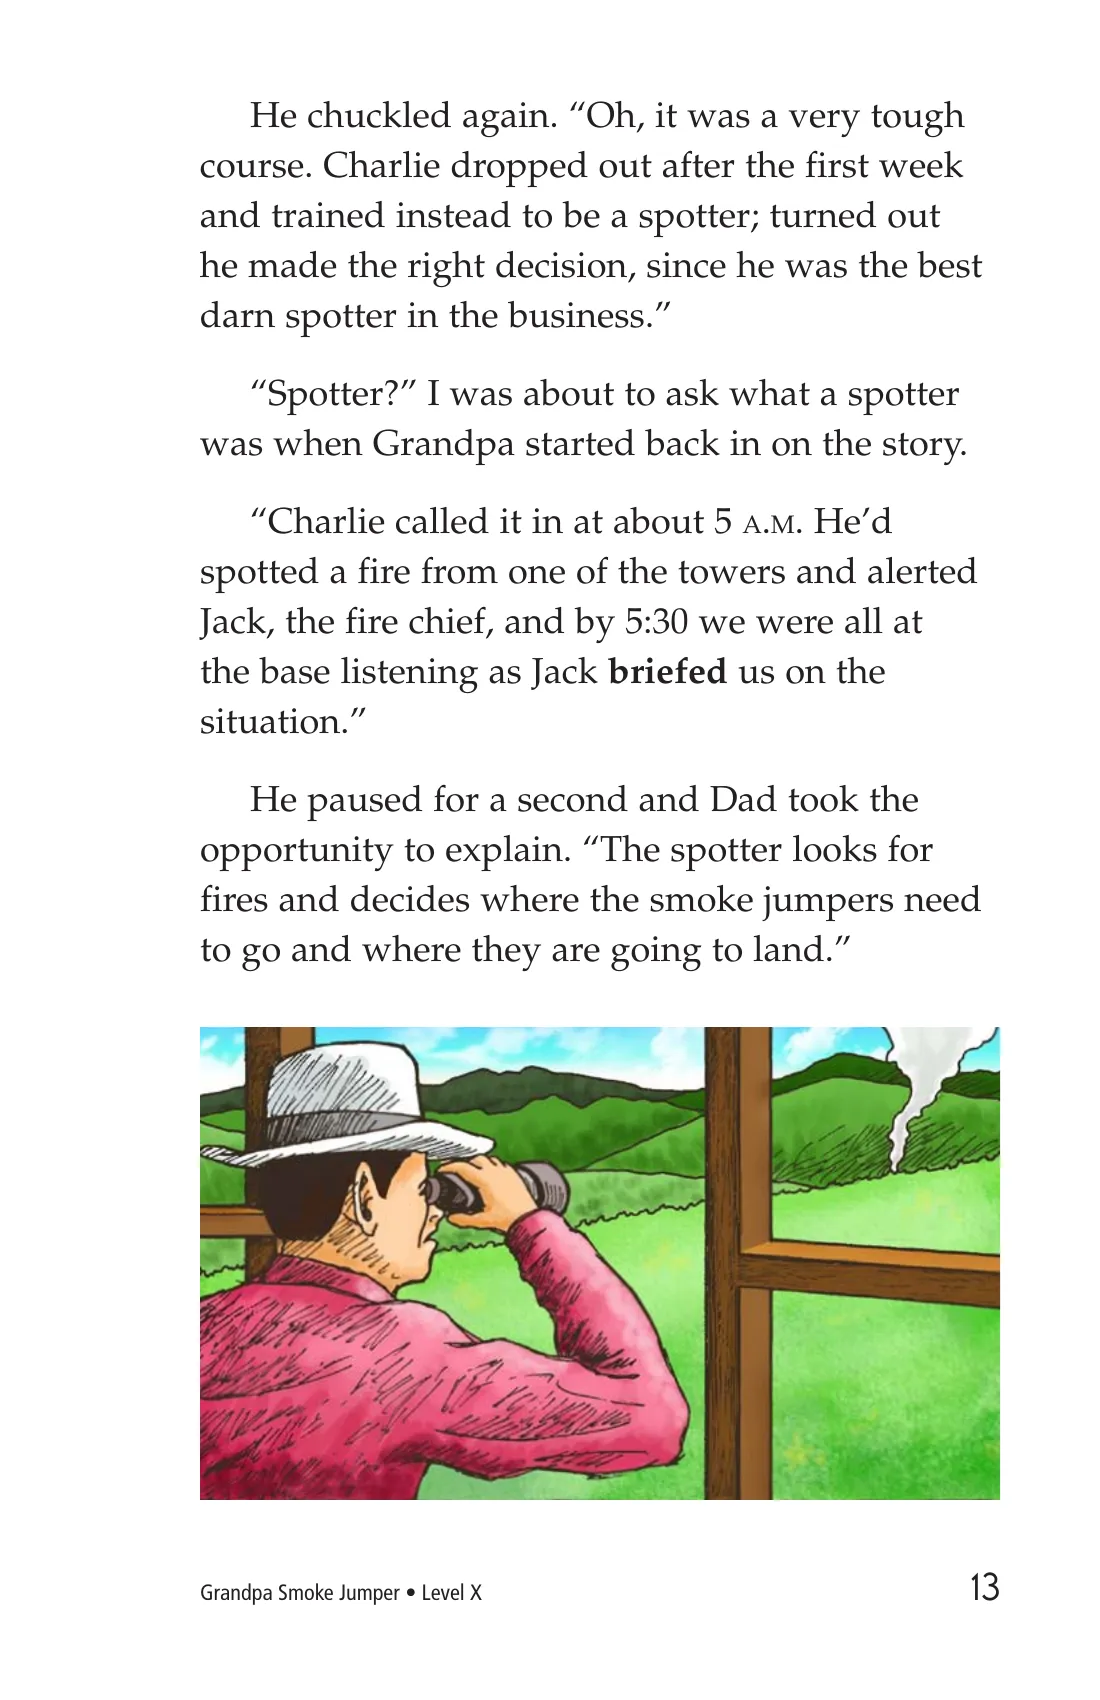 He chuckled again. “Oh, it was a very tough
course. Charlie dropped out after the first week
and trained instead to be a spotter; turned out
he made the right decision, since he was the best
darn spotter in the business.”
“Spotter?” I was about to ask what a spotter
was when Grandpa started back in on the story.
“Charlie called it in at about 5 A.M. He’d
spotted a fire from one of the towers and alerted
Jack, the fire chief, and by 5:30 we were all at
the base listening as Jack briefed us on the
situation.”
He paused for a second and Dad took the
opportunity to explain. “The spotter looks for
fires and decides where the smoke jumpers need
to go and where they are going to land.”
Grandpa Smoke Jumper • Level X
13